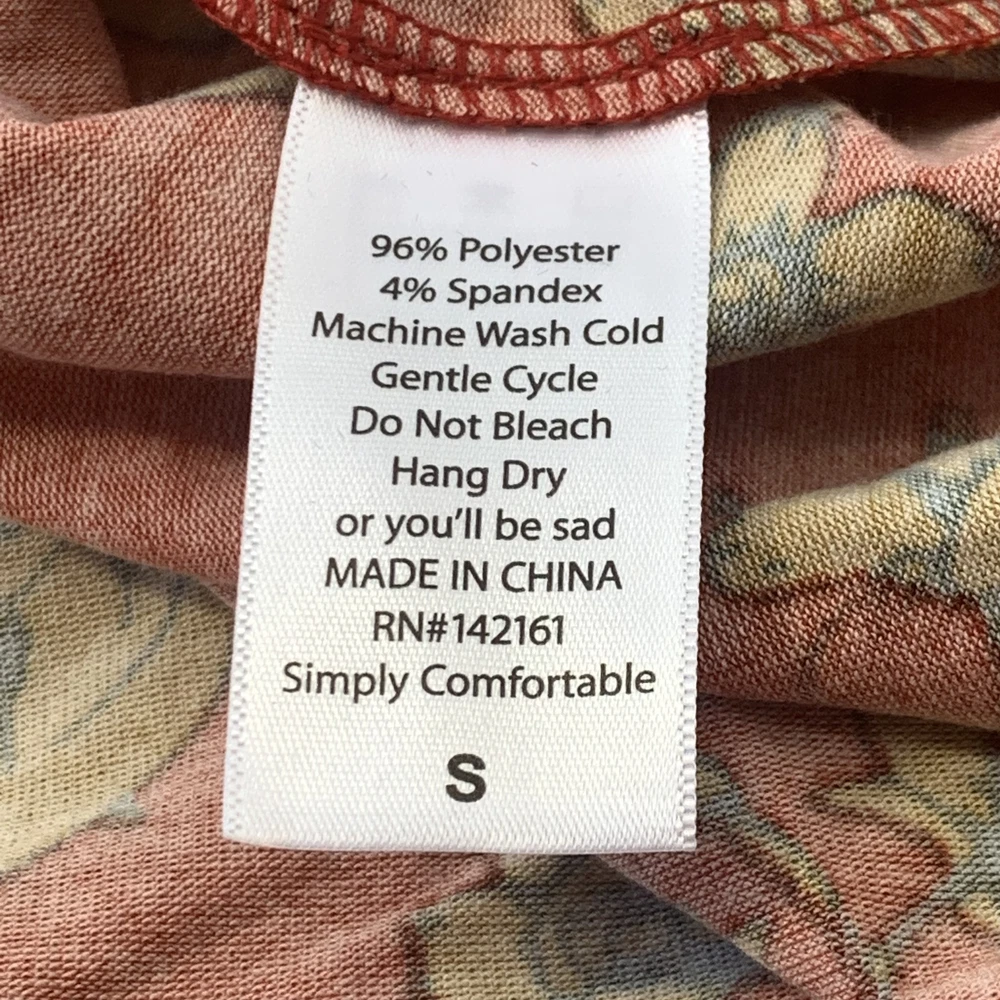 96% Polyester
4% Spandex
Machine Wash Cold
Gentle Cycle
Do Not Bleach
Hang Dry
or you'll be sad
MADE IN CHINA
RN#142161
Simply Comfortable
S